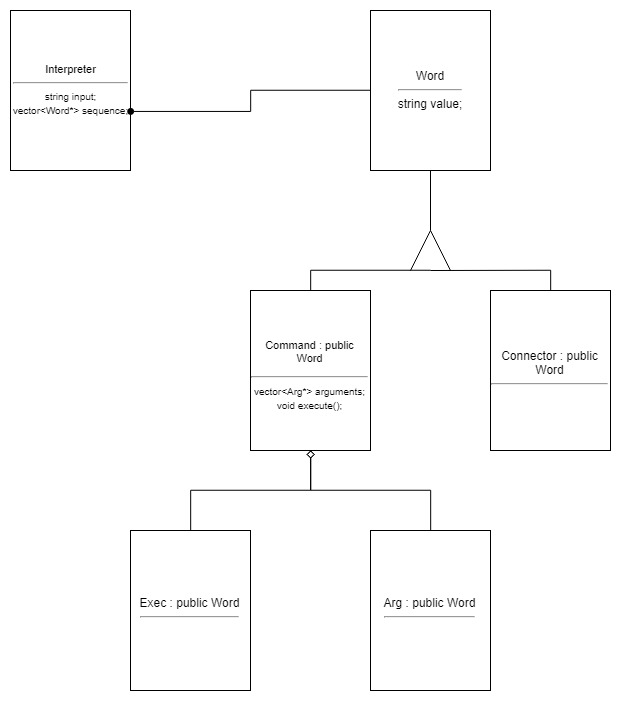 Interpreter
string input;
vector<Word*> sequence;
Word
string value;
Command : public
Word
vector<Arg*> arguments;
void execute();
Connector : public
Word
Exec : public Word
Arg : public Word